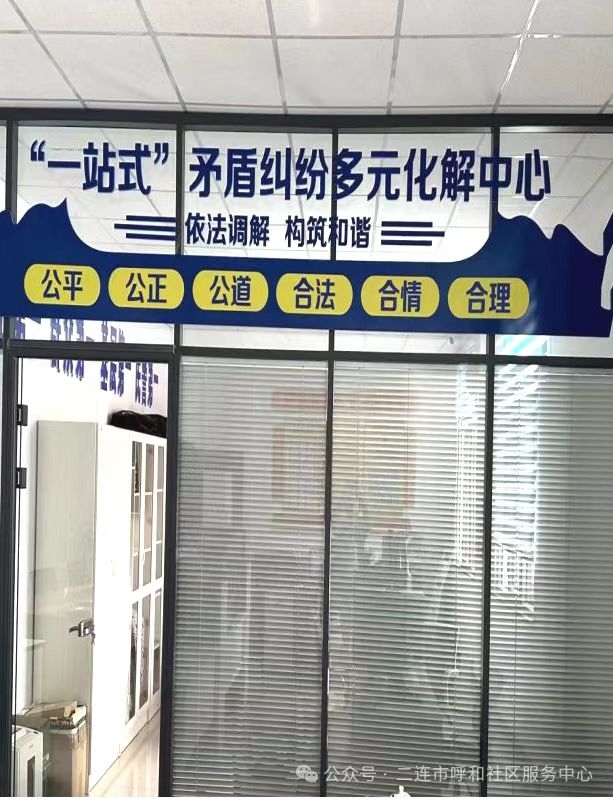 “一站式”矛盾纠纷多元化解中心
依法调解 构筑和谐
公平 公正 公道 合法 合情 合理
公众号·二连市呼和社区服务中心